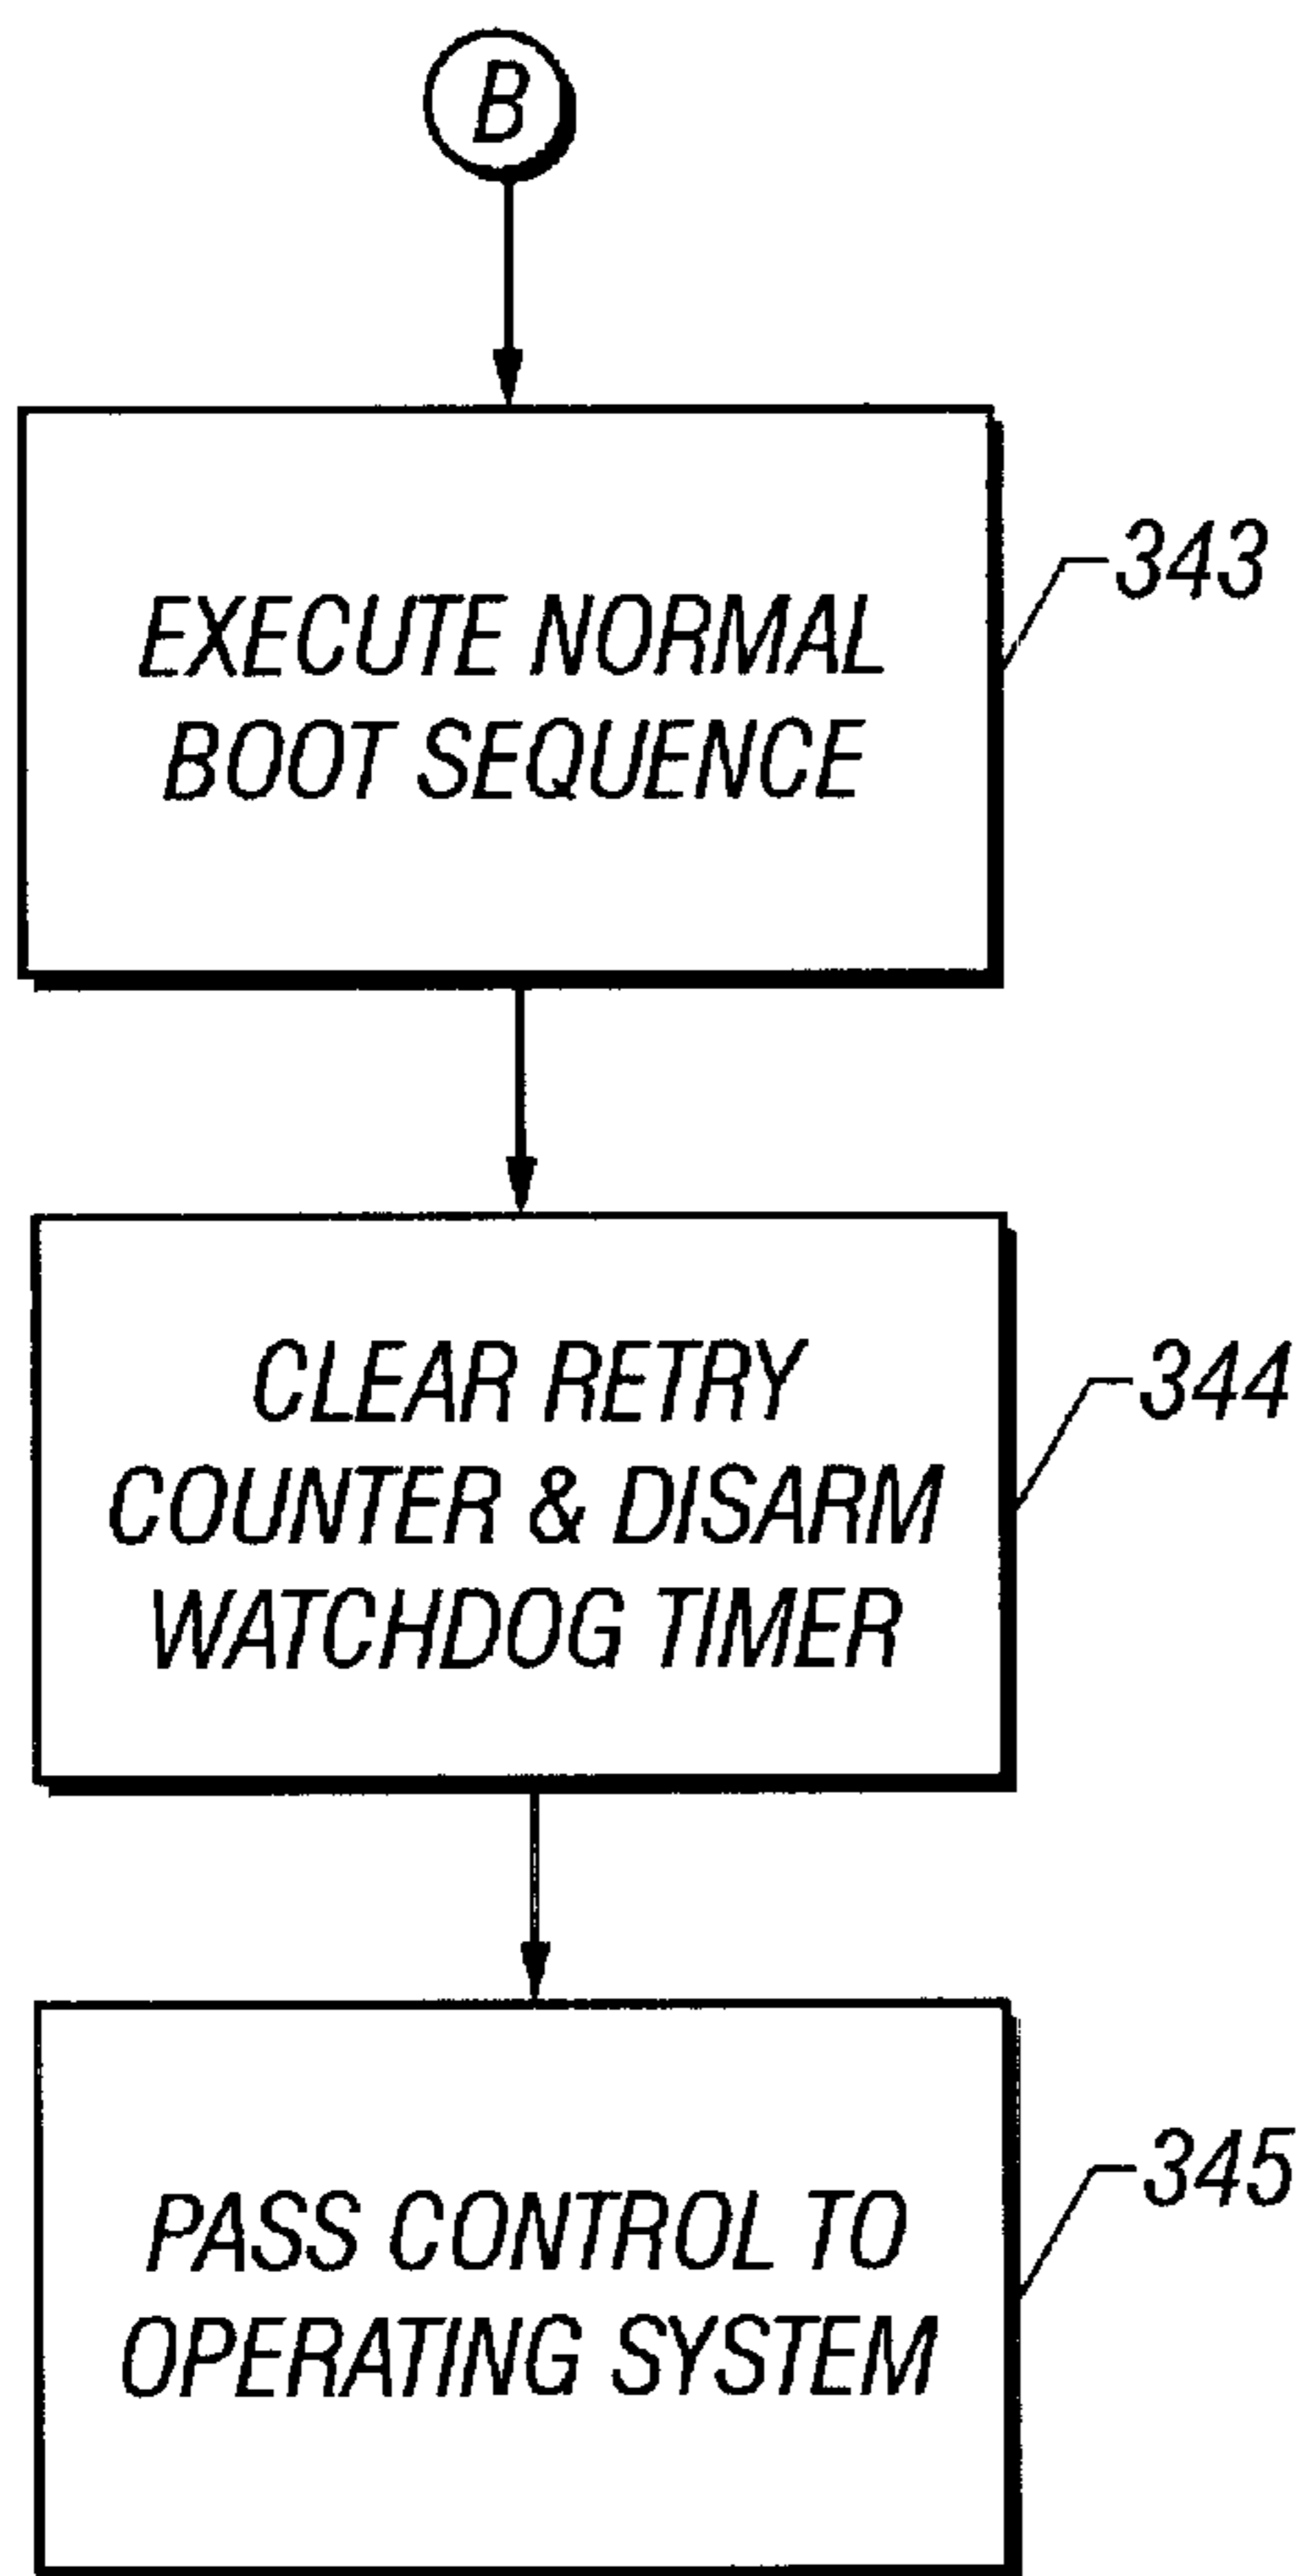 B
EXECUTE NORMAL
BOOT SEQUENCE
343
CLEAR RETRY
COUNTER & DISARM
WATCHDOG TIMER
344
PASS CONTROL TO
OPERATING SYSTEM
345